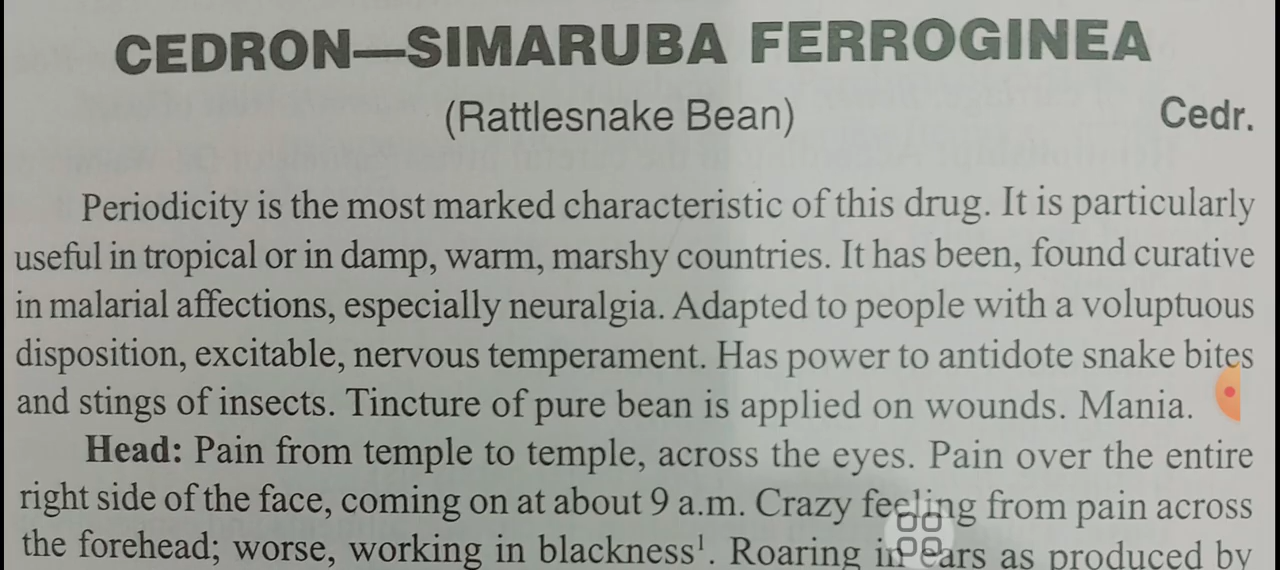 CEDRON—SIMARUBA FERROGINEA
(Rattlesnake Bean) Cedr.
Periodicity is the most marked characteristic of this drug. It is particularly
useful in tropical or in damp, warm, marshy countries. It has been, found curative
in malarial affections, especially neuralgia. Adapted to people with a voluptuous
disposition, excitable, nervous temperament. Has power to antidote snake bites
and stings of insects. Tincture of pure bean is applied on wounds. Mania.
Head: Pain from temple to temple, across the eyes. Pain over the entire
right side of the face, coming on at about 9 a.m. Crazy feeling from pain across
the forehead; worse, working in blackness¹. Roaring in ears as produced by